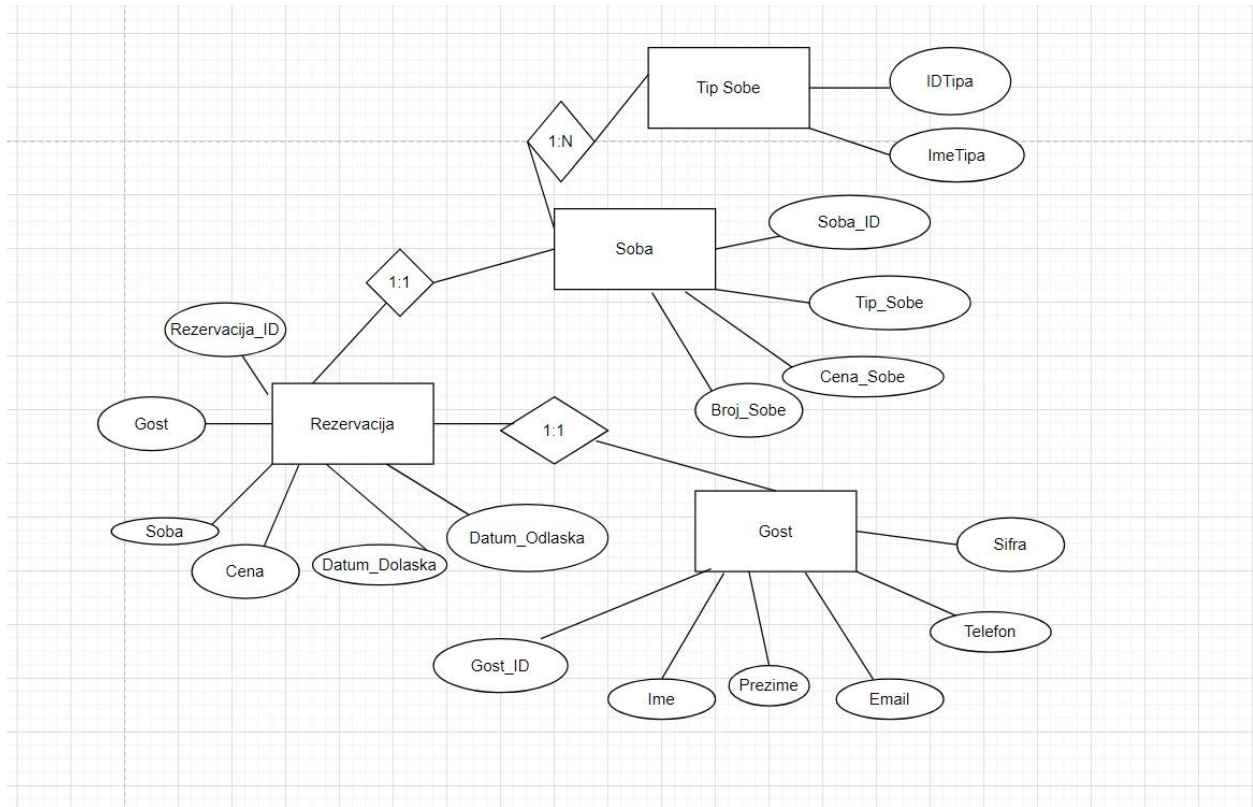 Tip Sobe
IDTipa
ImeTipa
1:N
Soba
Soba_ID
Tip_Sobe
Cena_Sobe
Broj_Sobe
1:1
Rezervacija_ID
Gost
Rezervacija
1:1
Soba
Cena
Datum_Dolaska
Datum_Odlaska
Gost
Sifra
Telefon
Gost_ID
Ime
Prezime
Email